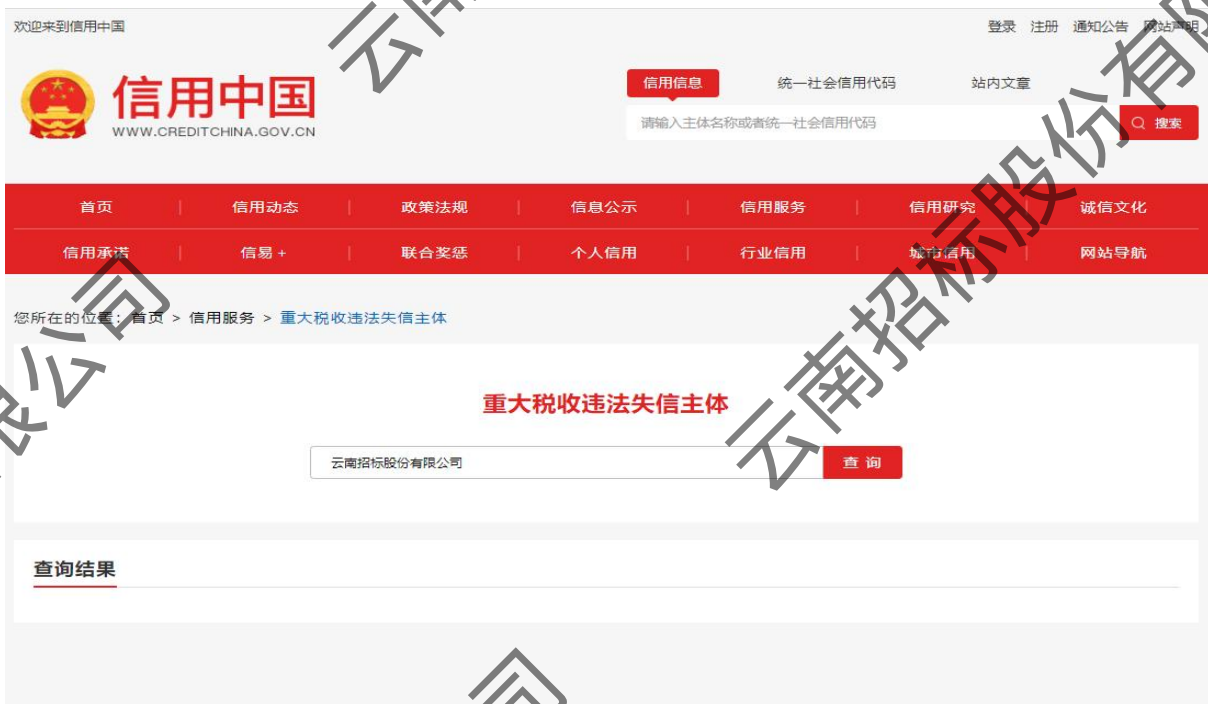 欢迎来到信用中国
登录 注册 通知公告 网站声明
信用中国
WWW.CREDITCHINA.GOV.CN
信用信息 统一社会信用代码 站内文章
请输入主体名称或者统一社会信用代码
搜索
首页 | 信用动态 | 政策法规 | 信息公示 | 信用服务 | 信用研究 | 诚信文化
信用承诺 | 信易+ | 联合奖惩 | 个人信用 | 行业信用 | 城市信用 | 网站导航
您所在的位置：首页 > 信用服务 > 重大税收违法失信主体
重大税收违法失信主体
云南招标股份有限公司
查询
查询结果
云南招标股份有限
云南
限公司
司